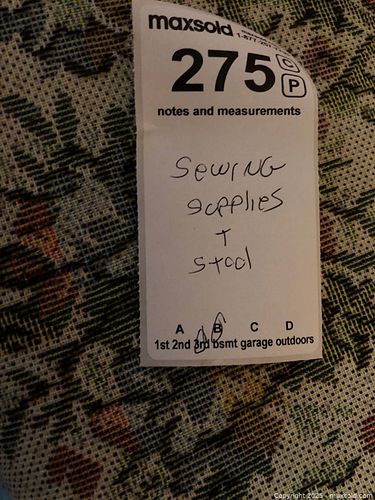 maxsold
275 C
P
notes and measurements
Sewing
supplies
+
stool
A B C D
1st 2nd 3rd bsmt garage outdoors
Copyright 2025 - maxsold.com